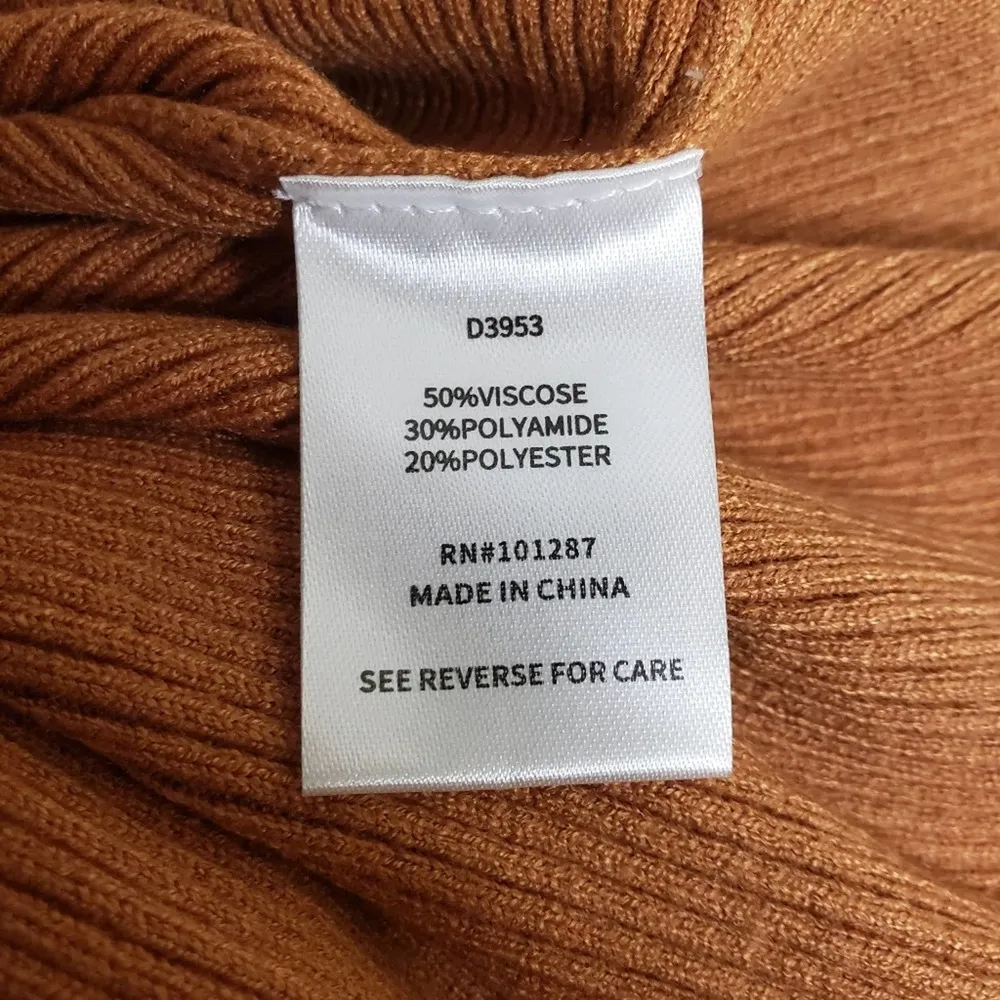 D3953
50%VISCOSE
30%POLYAMIDE
20%POLYESTER
RN#101287
MADE IN CHINA
SEE REVERSE FOR CARE